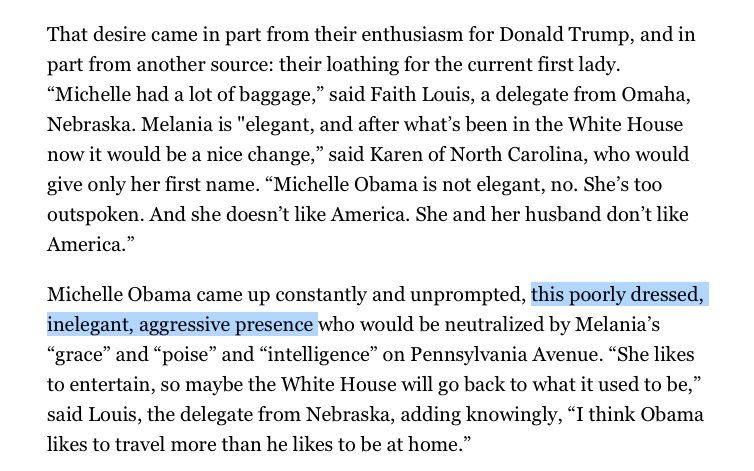 That desire came in part from their enthusiasm for Donald Trump, and in
part from another source: their loathing for the current first lady.
“Michelle had a lot of baggage,” said Faith Louis, a delegate from Omaha,
Nebraska. Melania is "elegant, and after what’s been in the White House
now it would be a nice change,” said Karen of North Carolina, who would
give only her first name. “Michelle Obama is not elegant, no. She’s too
outspoken. And she doesn’t like America. She and her husband don’t like
America.”
Michelle Obama came up constantly and unprompted, this poorly dressed,
inelegant, aggressive presence who would be neutralized by Melania’s
“grace” and “poise” and “intelligence” on Pennsylvania Avenue. “She likes
to entertain, so maybe the White House will go back to what it used to be,”
said Louis, the delegate from Nebraska, adding knowingly, “I think Obama
likes to travel more than he likes to be at home.”